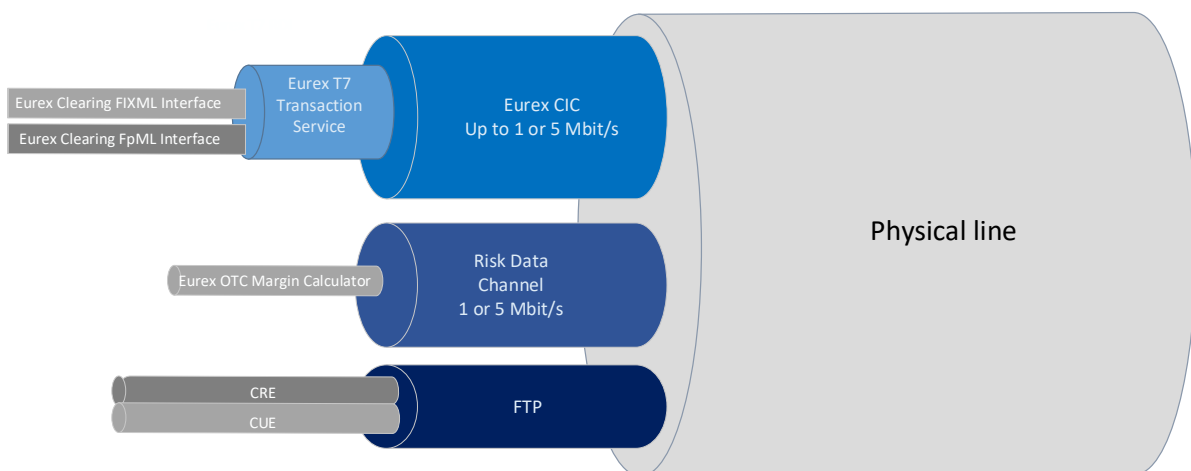 Eurex Clearing FIXML Interface
Eurex Clearing FpML Interface
Eurex T7
Transaction
Service
Eurex CIC
Up to 1 or 5 Mbit/s
Physical line
Eurex OTC Margin Calculator
Risk Data
Channel
1 or 5 Mbit/s
CRE
CUE
FTP